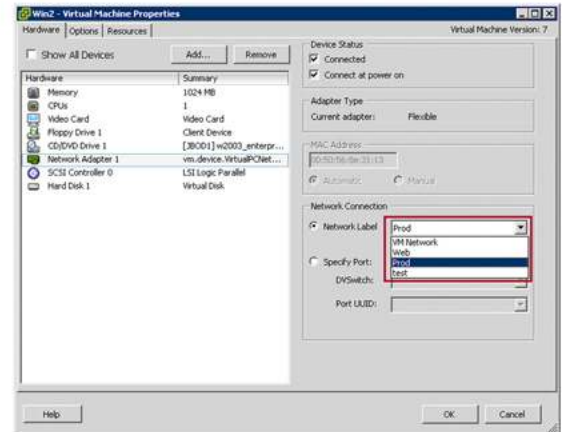 Win2 - Virtual Machine Properties
Hardware Options Resources
Virtual Machine Version: 7
Show All Devices
Add...
Remove
Hardware Summary
Memory 1024 MB
CPUs 1
Video Card Video Card
Floppy Drive 1 Client Device
CD/DVD Drive 1 [JBOD1] w2003_enterpr...
Network Adapter 1 vm.device.VirtualPCNet...
SCSI Controller 0 LSI Logic Parallel
Hard Disk 1 Virtual Disk
Device Status
Connected
Connect at power on
Adapter Type
Current adapter: Flexible
MAC Address
Automatic Manual
Network Connection
Network Label Prod
VM Network
Web
Prod
test
Specify Port:
DVSwitch:
Port UUID:
Help
OK
Cancel